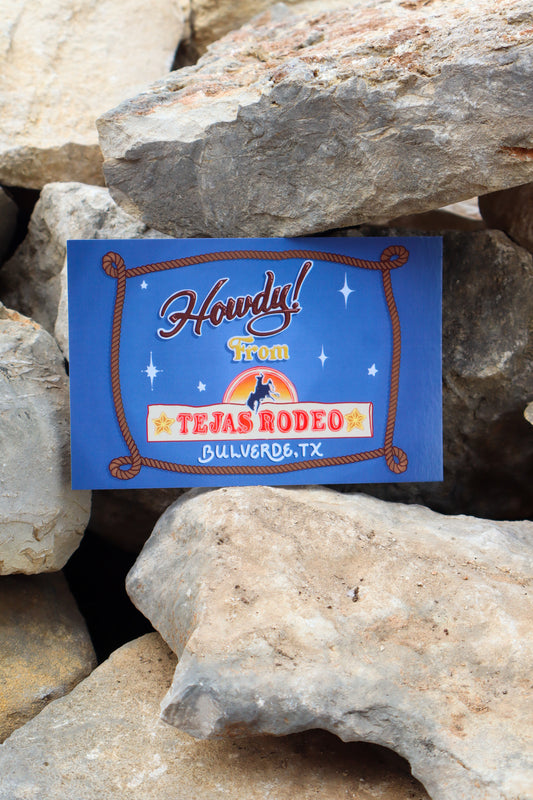 Howdy!
From
TEJAS RODEO
BULVERDE,TX